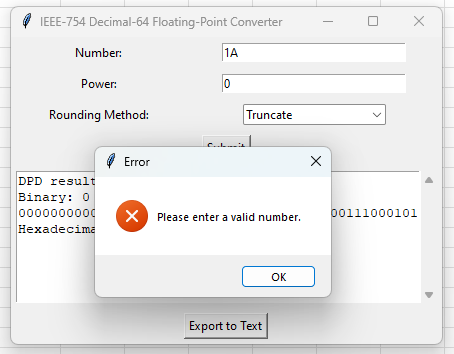 IEEE-754 Decimal-64 Floating-Point Converter
Number: 1A
Power: 0
Rounding Method: Truncate
Submit
Error
Please enter a valid number.
OK
DPD result
Binary: 0
0000000000 00111000101
Hexadecima
Export to Text